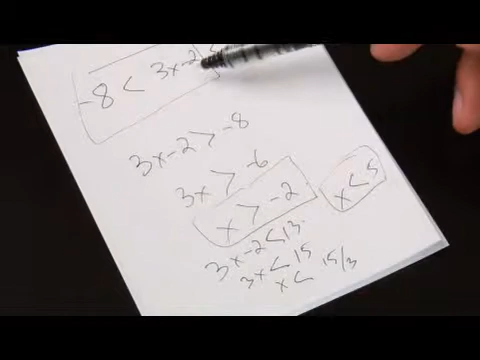 -8 < 3x-2
3x-2 > -8
3x > -6
x > -2
x < 5
3x-2 < 13
3x < 15
x < 15/3